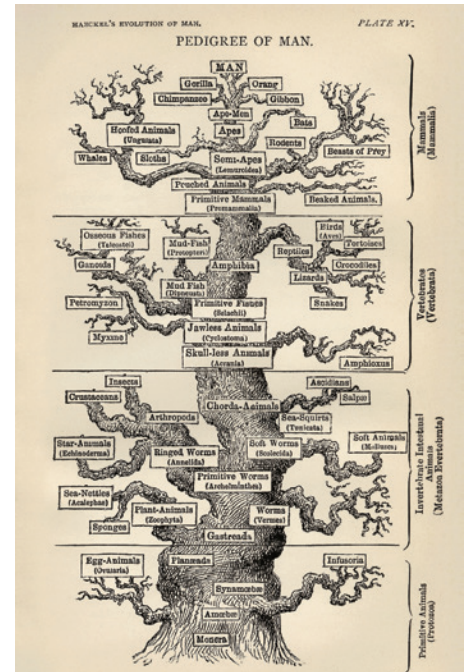 HAECKEL'S EVOLUTION OF MAN.
PLATE XV.
PEDIGREE OF MAN.
MAN
Gorilla
Orang
Chimpansee
Gibbon
Ape-Men
Apes
Bats
Hoofed Animals
(Ungulata)
Rodents
Whales
Sloths
Semi-Apes
(Lemuroidea)
Beasts of Prey
Pouched Animals
Primitive Mammals
(Promammalia)
Beaked Animals.
Mammals
(Mammalia)
Osseous Fishes
(Teleostei)
Mud-Fish
(Protopteri)
Birds
(Aves)
Tortoises
Reptiles
Ganoids
Amphibia
Crocodiles
Lizards
Mud Fish
(Dipneusta)
Petromyzon
Primitive Fishes
(Selachii)
Snakes
Jawless Animals
(Cyclostoma)
Myxine
Skull-less Animals
(Acrania)
Amphioxus
Vertebrates
(Vertebrata)
Insects
Crustaceans
Ascidians
Chorda-Animals
Salpæ
Arthropods
Sea-Squirts
(Tunicata)
Star-Animals
(Echinoderma)
Ringed Worms
(Annelida)
Soft Worms
(Scolecida)
Soft Animals
(Mollusca)
Primitive Worms
(Archelminthes)
Sea-Nettles
(Acalephae)
Plant-Animals
(Zoophyta)
Worms
(Vermes)
Sponges
Gastreada
Invertebrate Intestinal
Animals
(Metazoa Evertebrata)
Egg-Animals
(Ovularia)
Planæada
Infusoria
Synamœbæ
Amœbæ
Monera
Primitive Animals
(Protozoa)